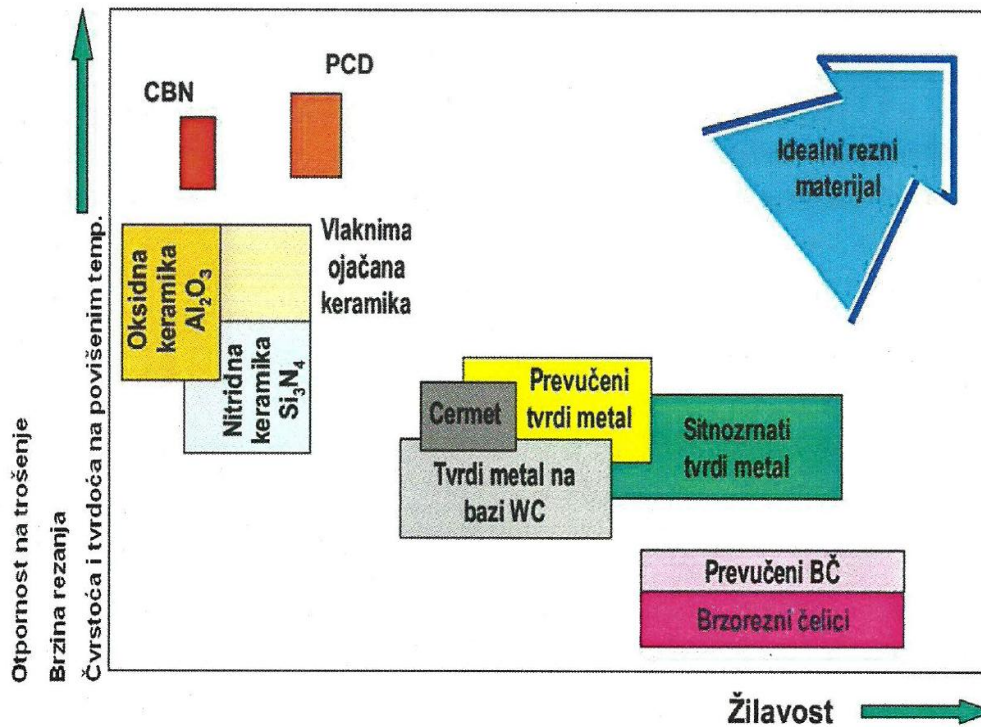 CBN
PCD
Idealni rezni
materijal
Vlaknima
ojačana
keramika
Oksidna
keramika
Al₂O₃
Nitridna
keramika
Si₃N₄
Prevučeni
tvrdi metal
Cermet
Sitnozrnati
tvrdi metal
Tvrdi metal na
bazi WC
Prevučeni BČ
Brzorezni čelici
Otpornost na trošenje
Brzina rezanja
Čvrstoća i tvrdoća na povišenim temp.
Žilavost